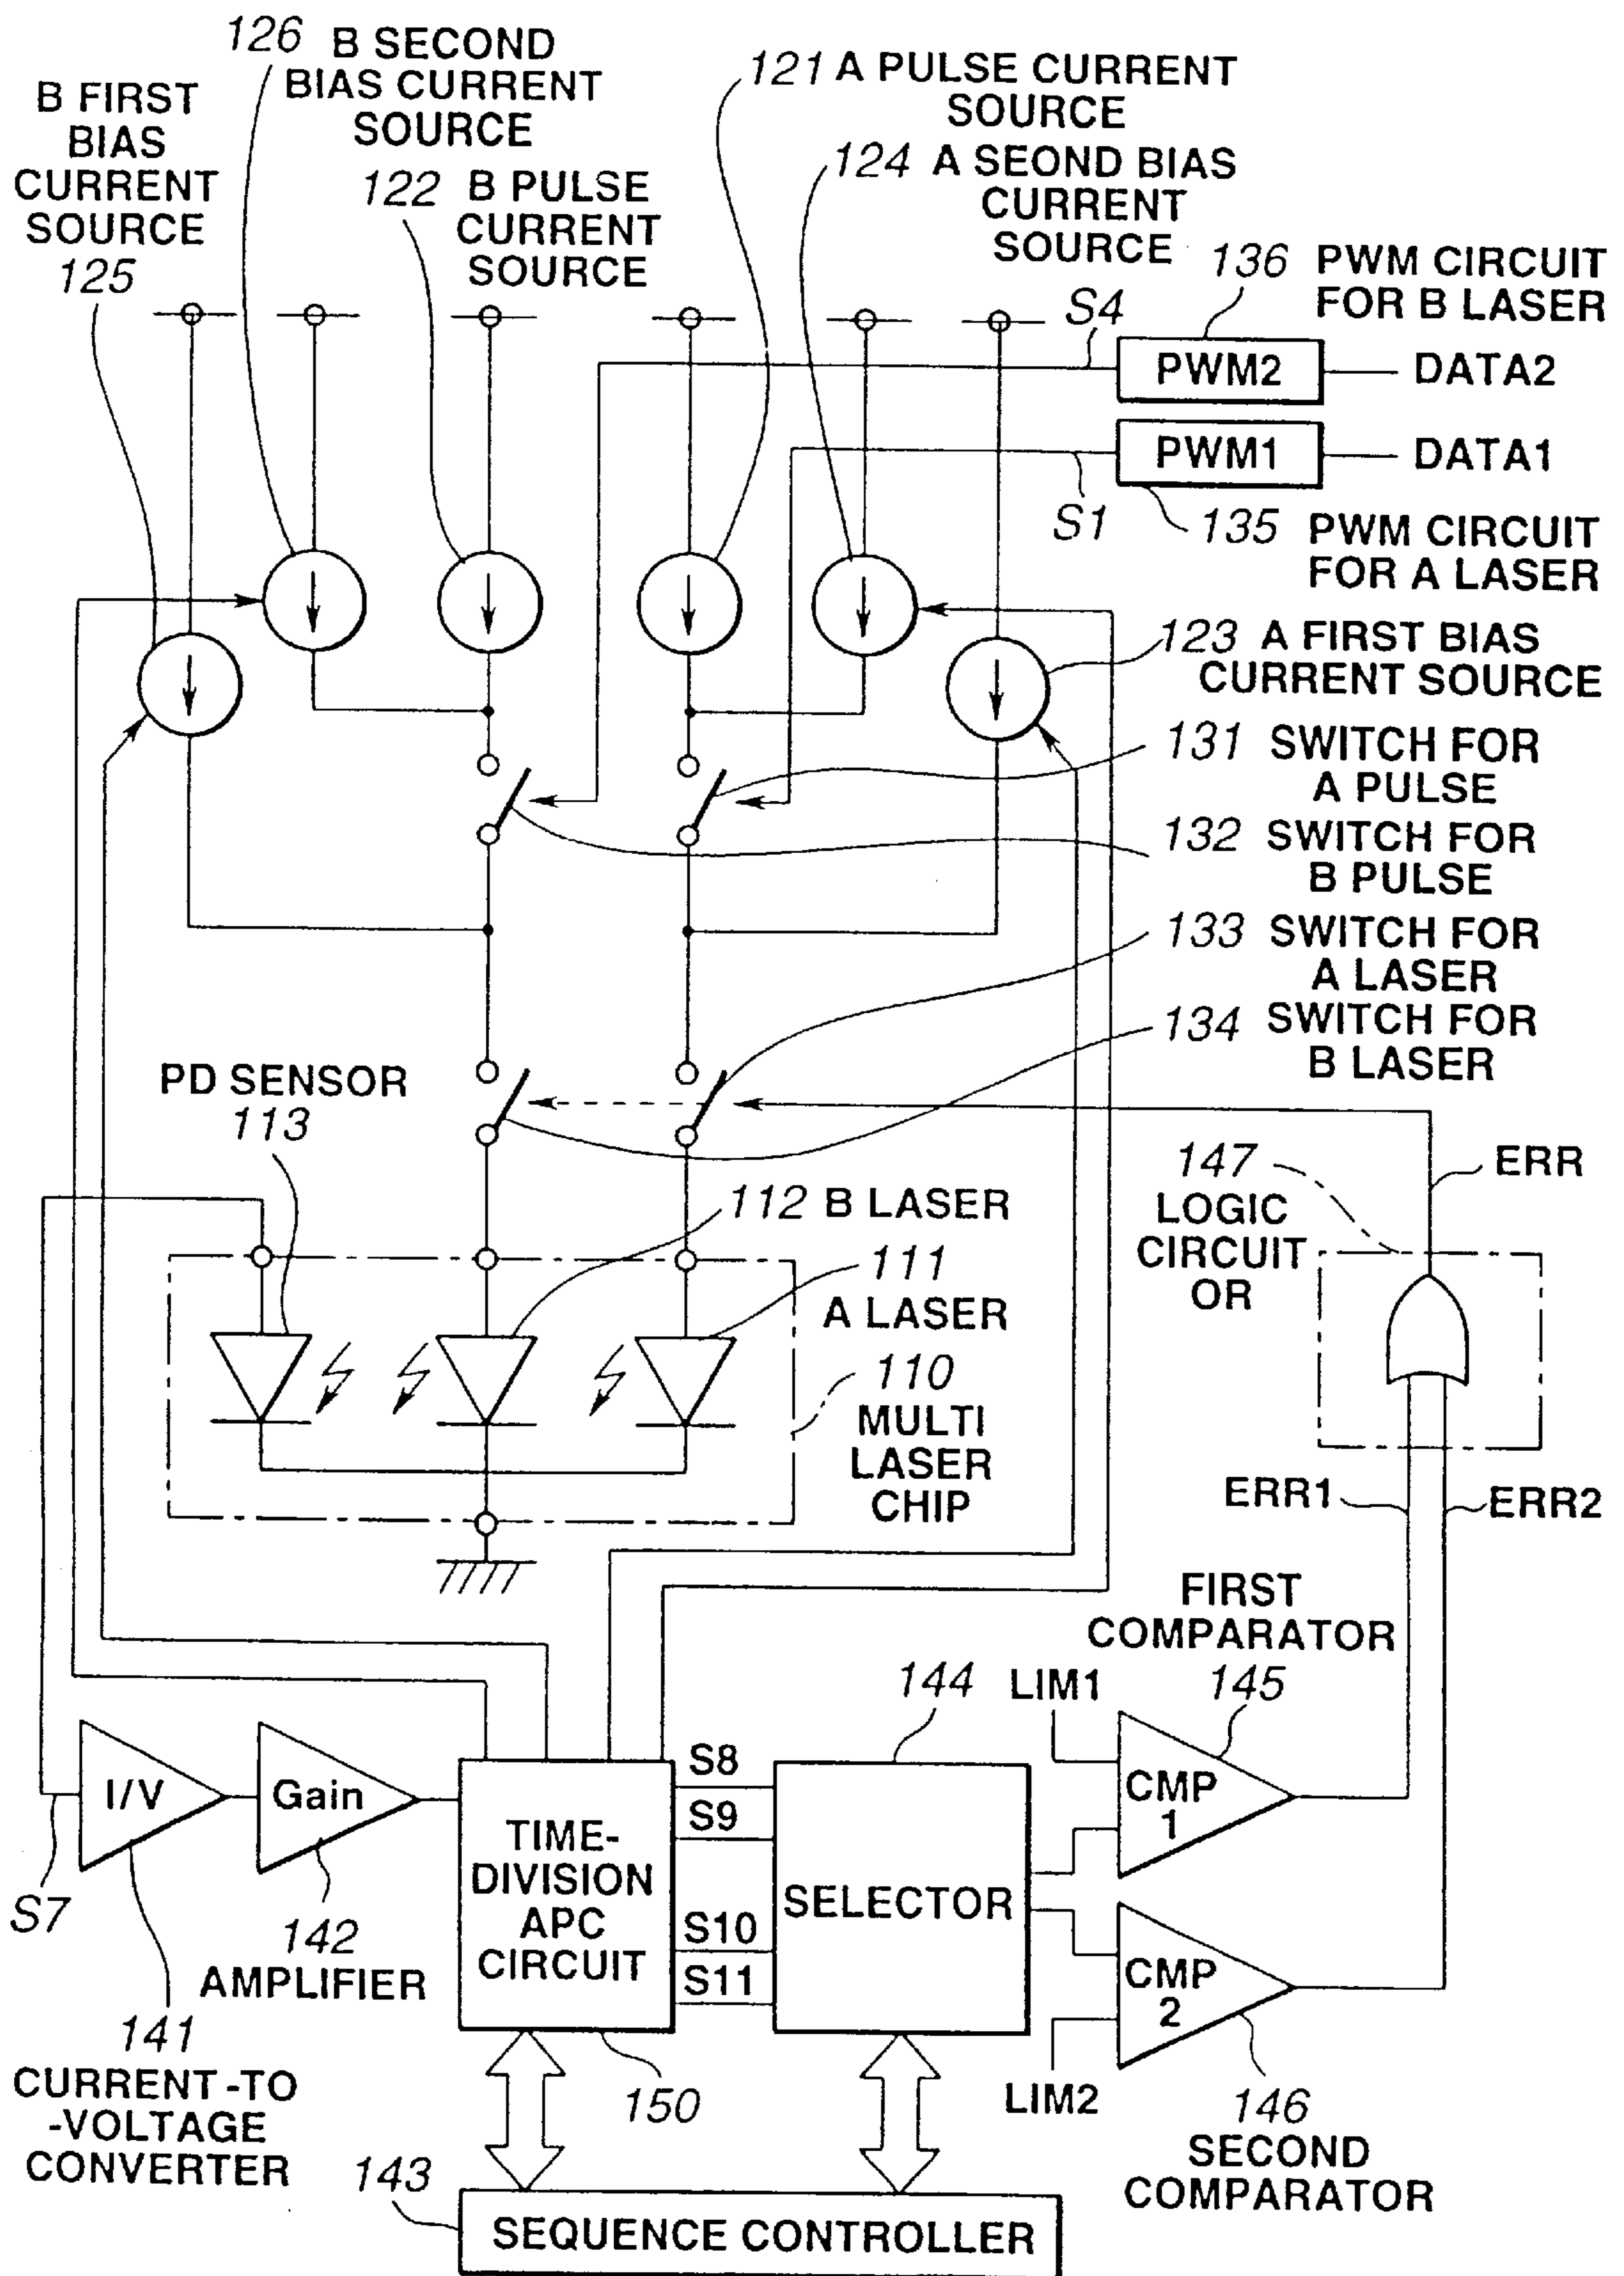 126 B SECOND
BIAS CURRENT
SOURCE
B FIRST
BIAS
CURRENT
SOURCE
125
122 B PULSE
CURRENT
SOURCE
121 A PULSE CURRENT
SOURCE
124 A SEOND BIAS
CURRENT
SOURCE
136 PWM CIRCUIT
FOR B LASER
S4
PWM2
DATA2
PWM1
DATA1
S1
135 PWM CIRCUIT
FOR A LASER
123 A FIRST BIAS
CURRENT SOURCE
131 SWITCH FOR
A PULSE
132 SWITCH FOR
B PULSE
133 SWITCH FOR
A LASER
134 SWITCH FOR
B LASER
PD SENSOR
113
112 B LASER
111
A LASER
110
MULTI
LASER
CHIP
147
LOGIC
CIRCUIT
OR
ERR
ERR1
ERR2
FIRST
COMPARATOR
145
LIM1
CMP
1
144
S8
S9
S10
S11
SELECTOR
I/V
Gain
TIME-
DIVISION
APC
CIRCUIT
S7
142
AMPLIFIER
141
CURRENT-TO
-VOLTAGE
CONVERTER
150
CMP
2
LIM2
146
SECOND
COMPARATOR
143
SEQUENCE CONTROLLER